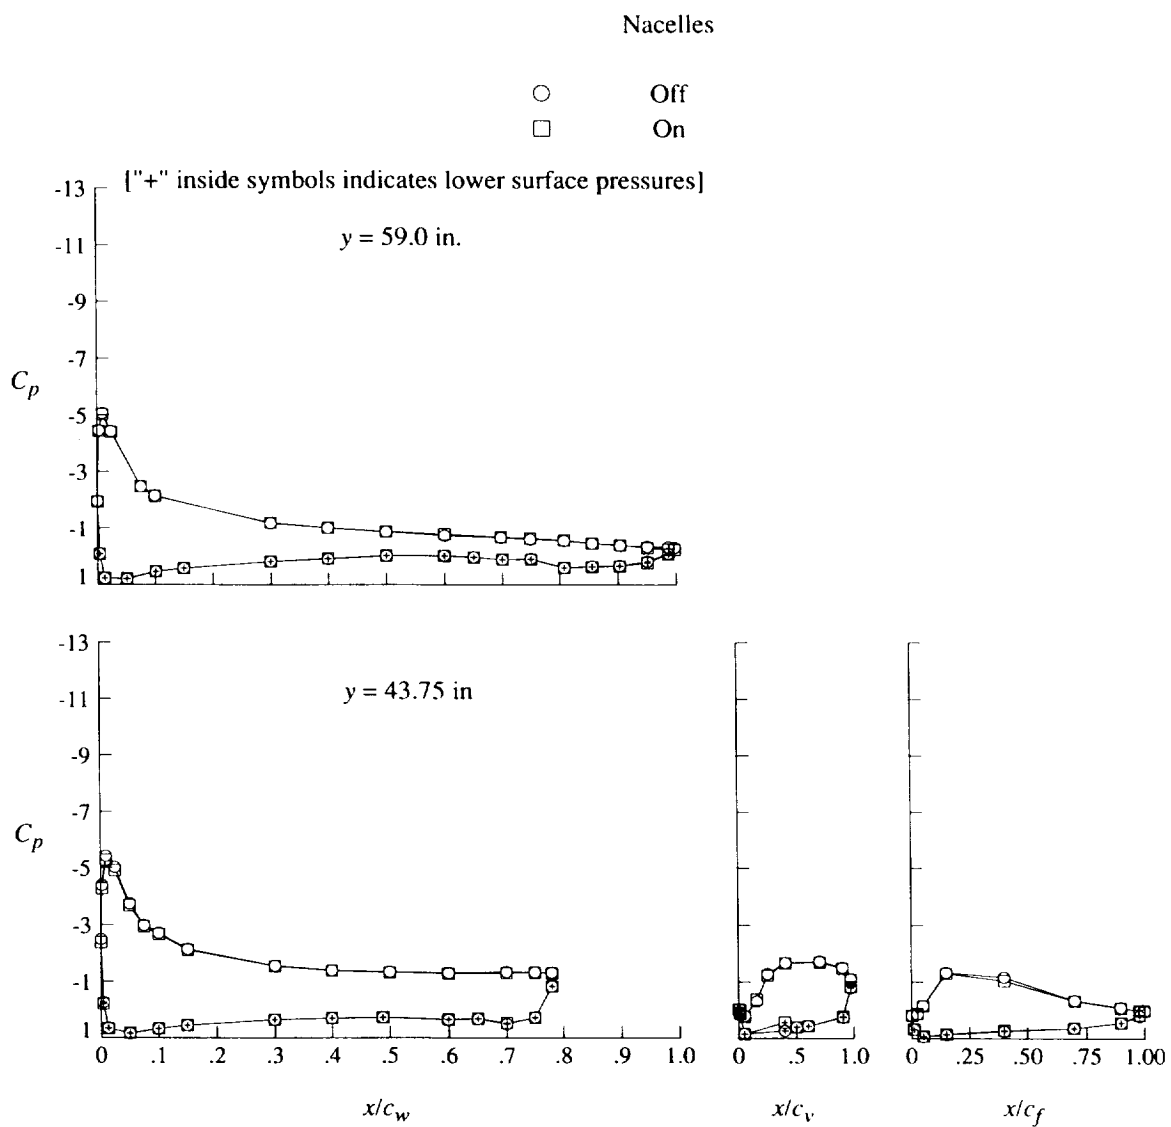 Nacelles
○ Off
□ On
["+" inside symbols indicates lower surface pressures]
y = 59.0 in.
-13
-11
-9
-7
-5
-3
-1
1
C_p
y = 43.75 in
-13
-11
-9
-7
-5
-3
-1
1
C_p
0 .1 .2 .3 .4 .5 .6 .7 .8 .9 1.0
x/c_w
0 .5 1.0
x/c_v
0 .25 .50 .75 1.00
x/c_f